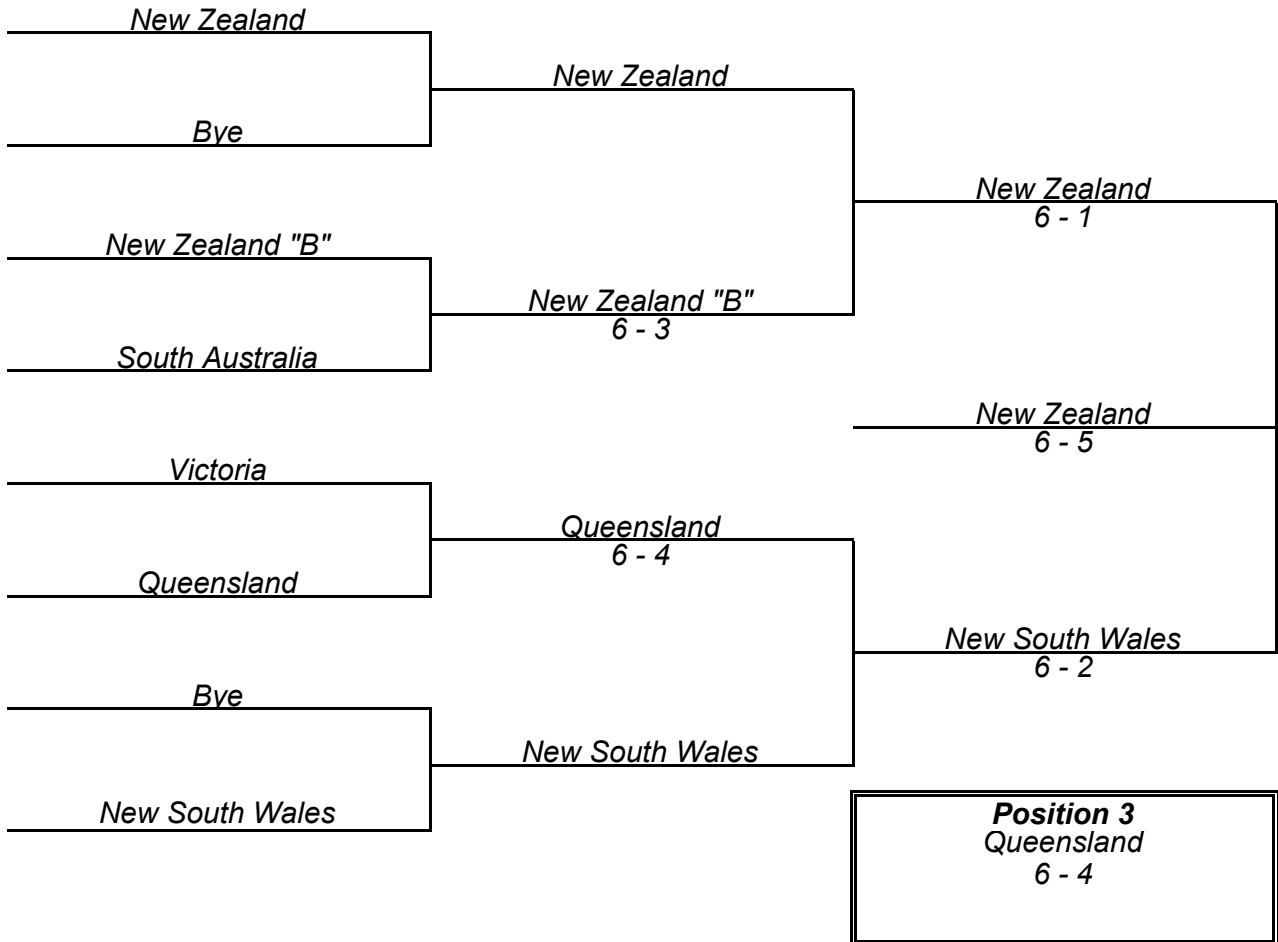 New Zealand
New Zealand
Bye
New Zealand
6 - 1
New Zealand "B"
New Zealand "B"
6 - 3
South Australia
New Zealand
6 - 5
Victoria
Queensland
6 - 4
Queensland
New South Wales
6 - 2
Bye
New South Wales
New South Wales
Position 3
Queensland
6 - 4